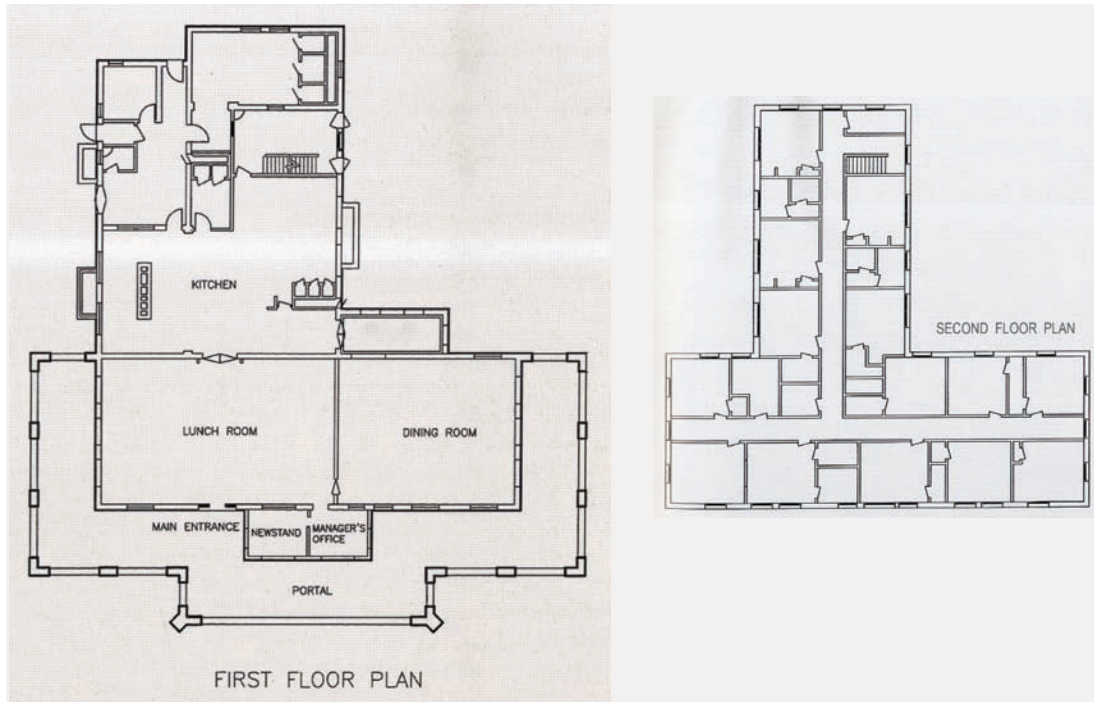 KITCHEN
LUNCH ROOM
DINING ROOM
MAIN ENTRANCE
NEWSTAND
MANAGER'S
OFFICE
PORTAL
FIRST FLOOR PLAN
SECOND FLOOR PLAN